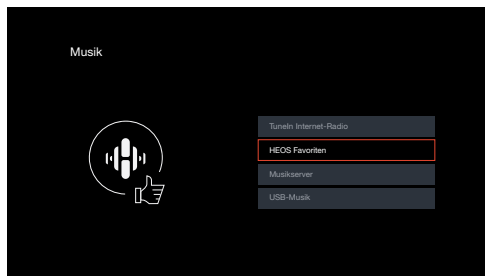 Musik
TuneIn Internet-Radio
HEOS Favoriten
Musikserver
USB-Musik